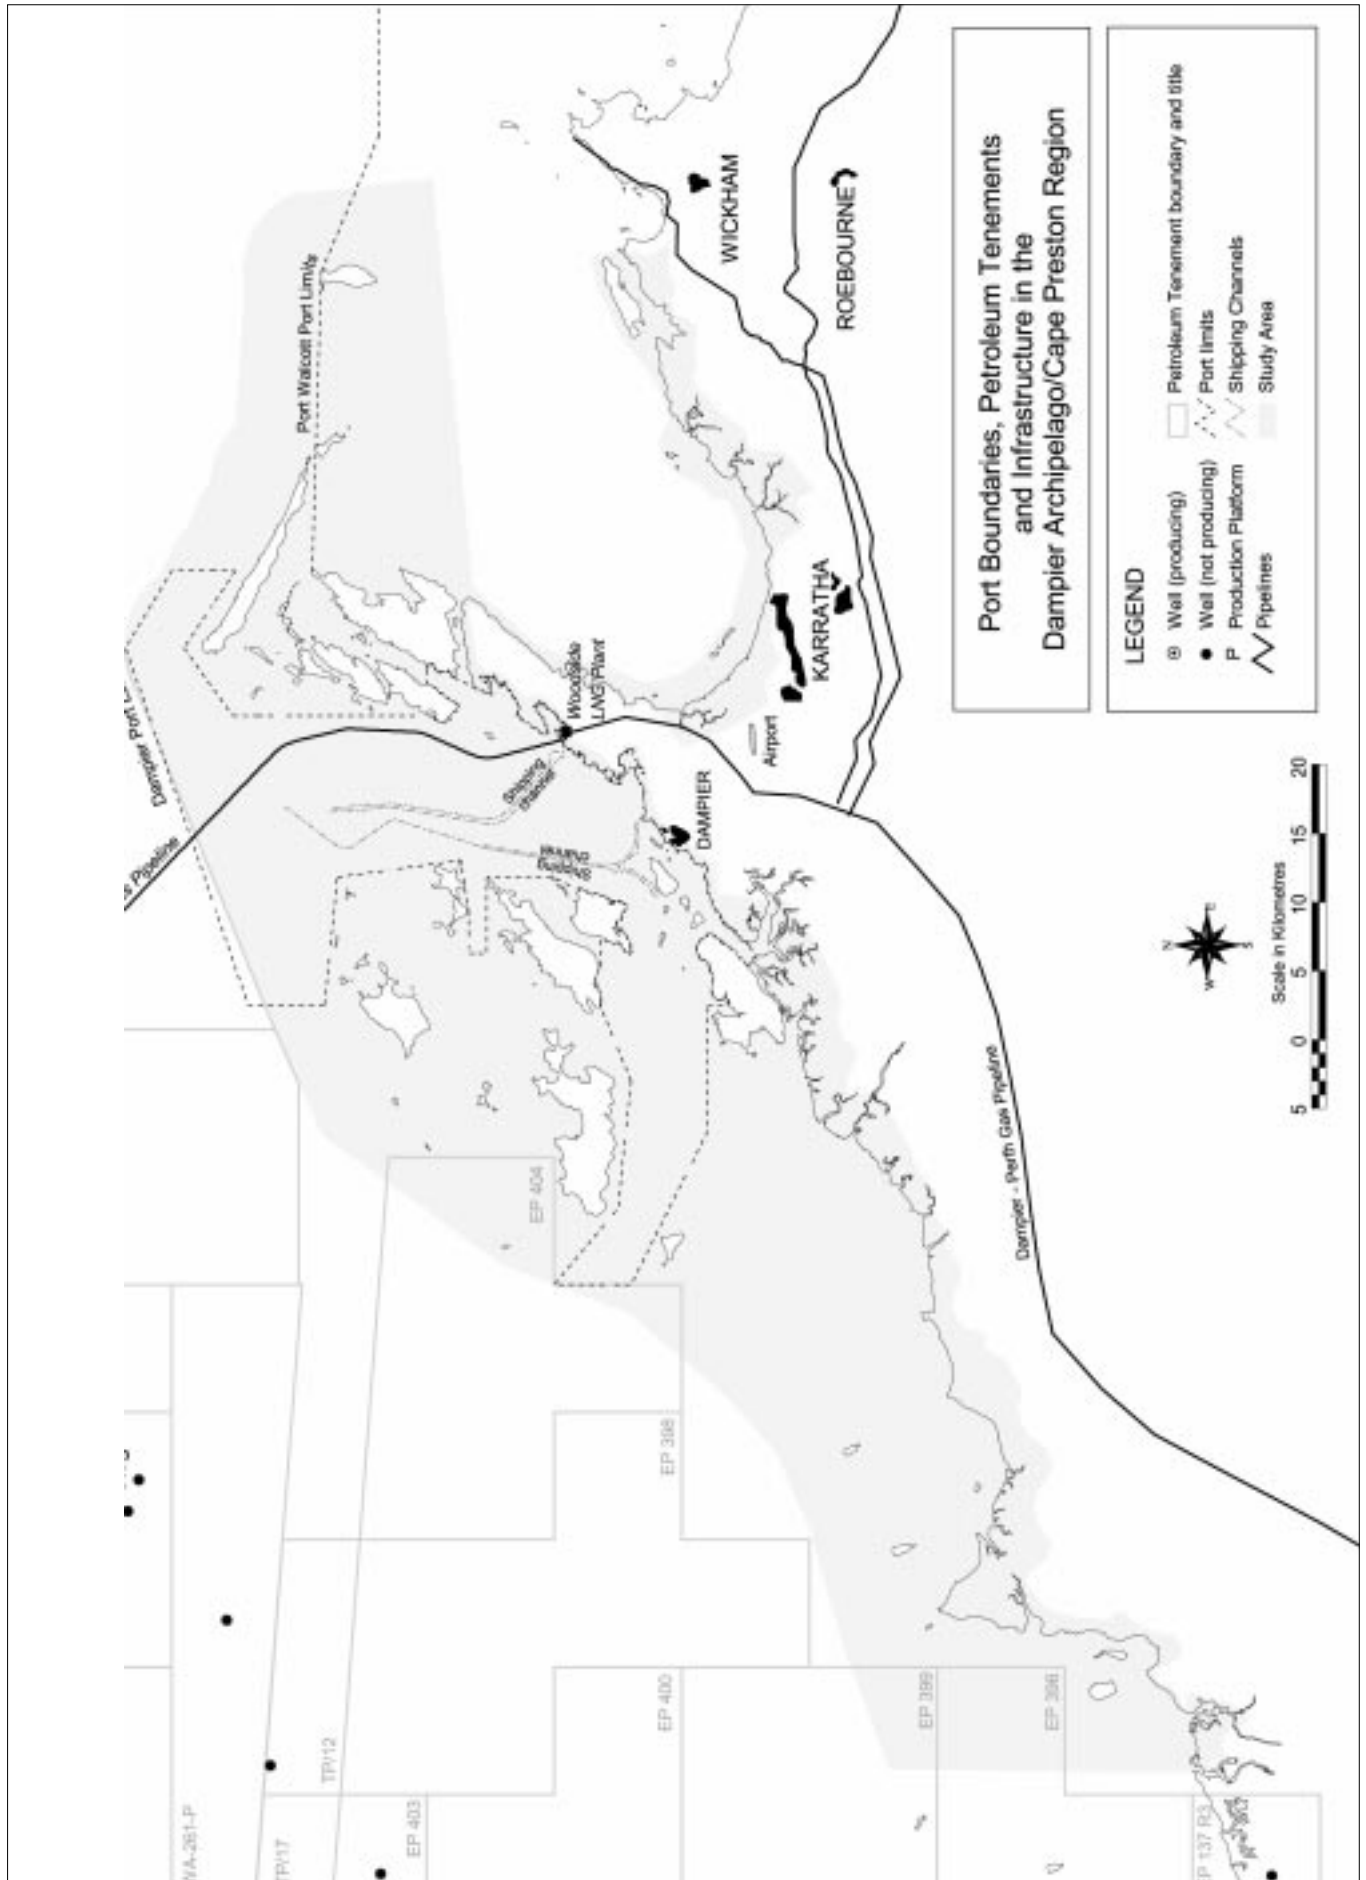 Port Boundaries, Petroleum Tenements
and Infrastructure in the
Dampier Archipelago/Cape Preston Region
LEGEND
Well (producing)
Well (not producing)
P Production Platform
Pipelines
Petroleum Tenement boundary and title
Port limits
Shipping Channels
Study Area
N
W
E
S
Scale in Kilometres
5 0 5 10 15 20
Port Walcott Port Limits
Dampier Port
Pipeline
Shipping
channel
Woodside
LNG Plant
DAMPIER
Airport
KARRATHA
WICKHAM
ROEBOURNE
Dampier - Perth Gas Pipeline
EP 404
EP 398
EP 400
EP 399
EP 398
EP 403
TP/12
TP/17
WA-261-P
EP 137 R3